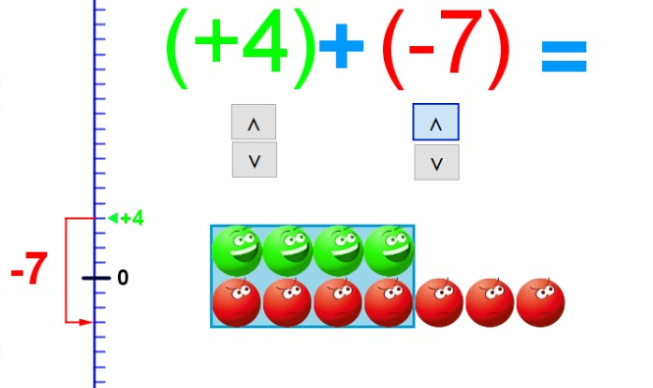 (+4)+(-7) =
ʌ ʌ
v v
+4
-7
0